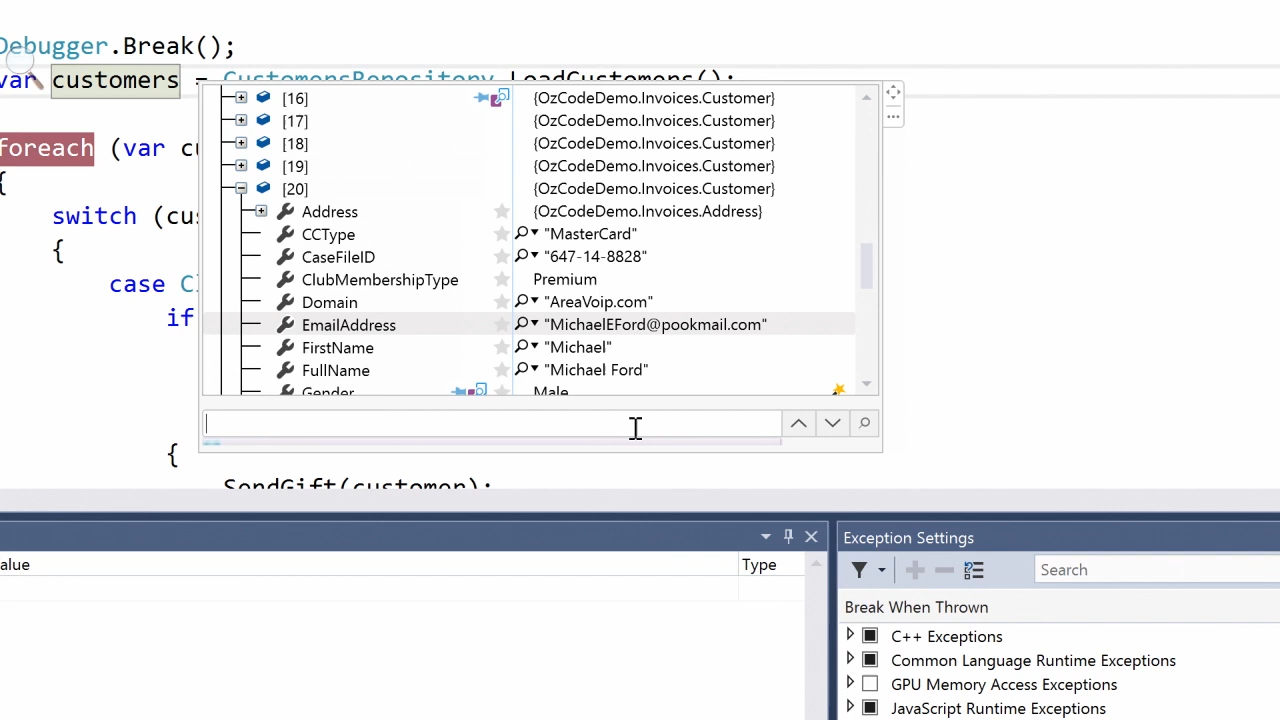 Debugger.Break();
var customers = CustomersRepository.LoadCustomers();
[16] {OzCodeDemo.Invoices.Customer}
[17] {OzCodeDemo.Invoices.Customer}
foreach (var cu
[18] {OzCodeDemo.Invoices.Customer}
[19] {OzCodeDemo.Invoices.Customer}
{
[20] {OzCodeDemo.Invoices.Customer}
switch (cus
Address {OzCodeDemo.Invoices.Address}
CCType "MasterCard"
{
CaseFileID "647-14-8828"
case Cl
ClubMembershipType Premium
Domain "AreaVoip.com"
if
EmailAddress "MichaelEFord@pookmail.com"
FirstName "Michael"
FullName "Michael Ford"
Gender Male
{
SendGift(customer);
alue Type
Exception Settings
Search
Break When Thrown
C++ Exceptions
Common Language Runtime Exceptions
GPU Memory Access Exceptions
JavaScript Runtime Exceptions